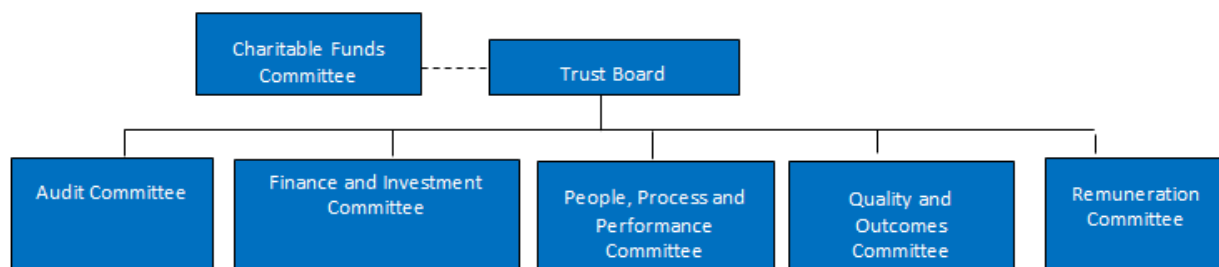 Charitable Funds
Committee
Trust Board
Audit Committee
Finance and Investment
Committee
People, Process and
Performance
Committee
Quality and
Outcomes
Committee
Remuneration
Committee